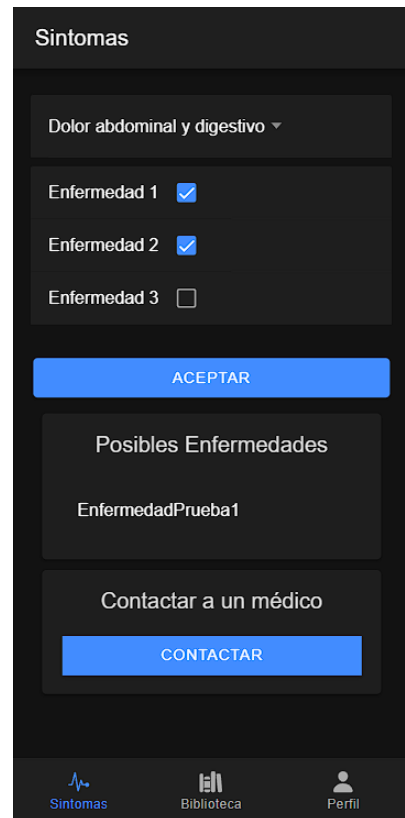 Sintomas
Dolor abdominal y digestivo
Enfermedad 1
Enfermedad 2
Enfermedad 3
ACEPTAR
Posibles Enfermedades
EnfermedadPrueba1
Contactar a un médico
CONTACTAR
Sintomas Biblioteca Perfil